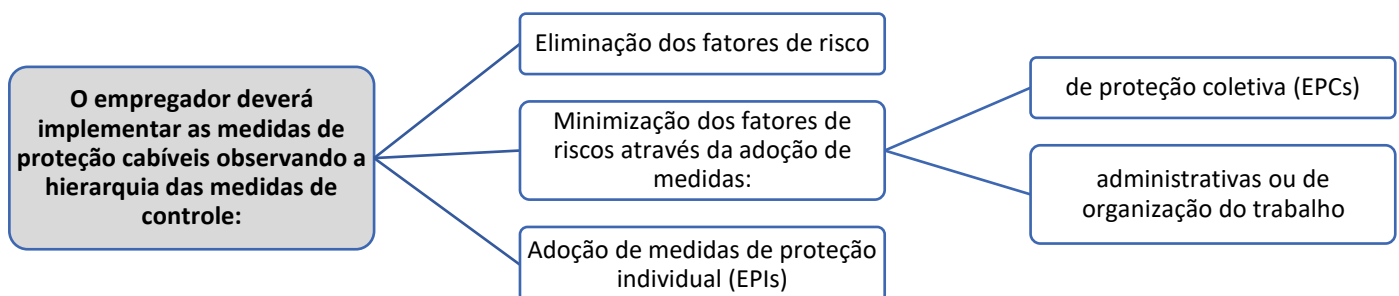 O empregador deverá
implementar as medidas de
proteção cabíveis observando a
hierarquia das medidas de
controle:
Eliminação dos fatores de risco
Minimização dos fatores de
riscos através da adoção de
medidas:
de proteção coletiva (EPCs)
administrativas ou de
organização do trabalho
Adoção de medidas de proteção
individual (EPIs)